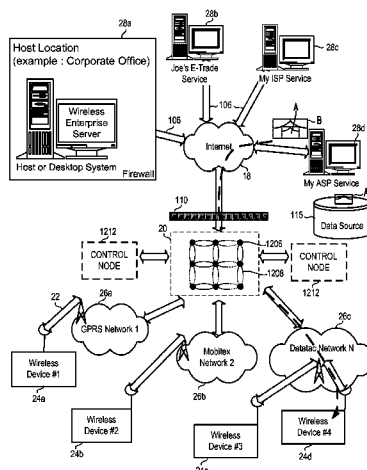 28a
Host Location
(example : Corporate Office)
Wireless
Enterprise
Server
Host or Desktop System
Firewall
28b
Joe's E-Trade
Service
28c
My ISP Service
106
106
A
B
28d
Internet
18
My ASP Service
A
110
115
Data Source
20
1206
1208
1212
CONTROL
NODE
CONTROL
NODE
1212
22
26a
GPRS Network 1
26c
Mobitex
Network 2
26b
Datatac Network N
Wireless
Device #1
24a
Wireless
Device #2
24b
Wireless
Device #3
Wireless
Device #4
24d